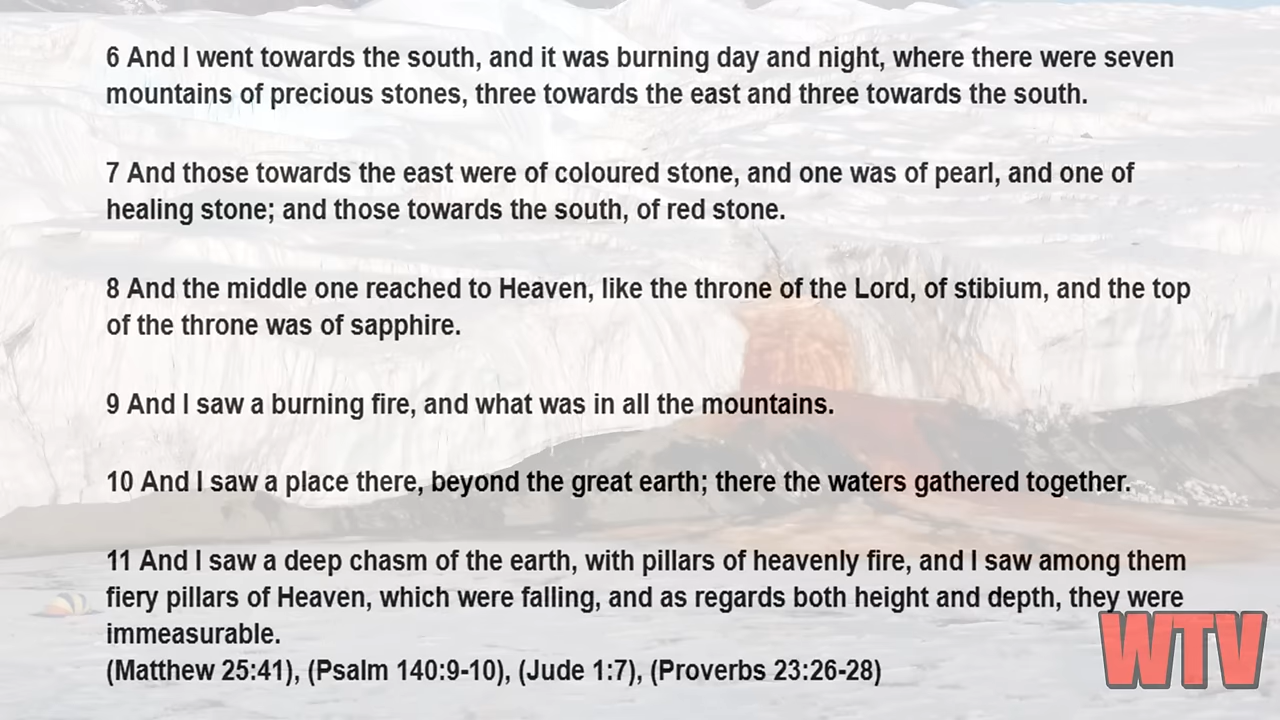 6 And I went towards the south, and it was burning day and night, where there were seven
mountains of precious stones, three towards the east and three towards the south.
7 And those towards the east were of coloured stone, and one was of pearl, and one of
healing stone; and those towards the south, of red stone.
8 And the middle one reached to Heaven, like the throne of the Lord, of stibium, and the top
of the throne was of sapphire.
9 And I saw a burning fire, and what was in all the mountains.
10 And I saw a place there, beyond the great earth; there the waters gathered together.
11 And I saw a deep chasm of the earth, with pillars of heavenly fire, and I saw among them
fiery pillars of Heaven, which were falling, and as regards both height and depth, they were
immeasurable.
(Matthew 25:41), (Psalm 140:9-10), (Jude 1:7), (Proverbs 23:26-28)
WTV